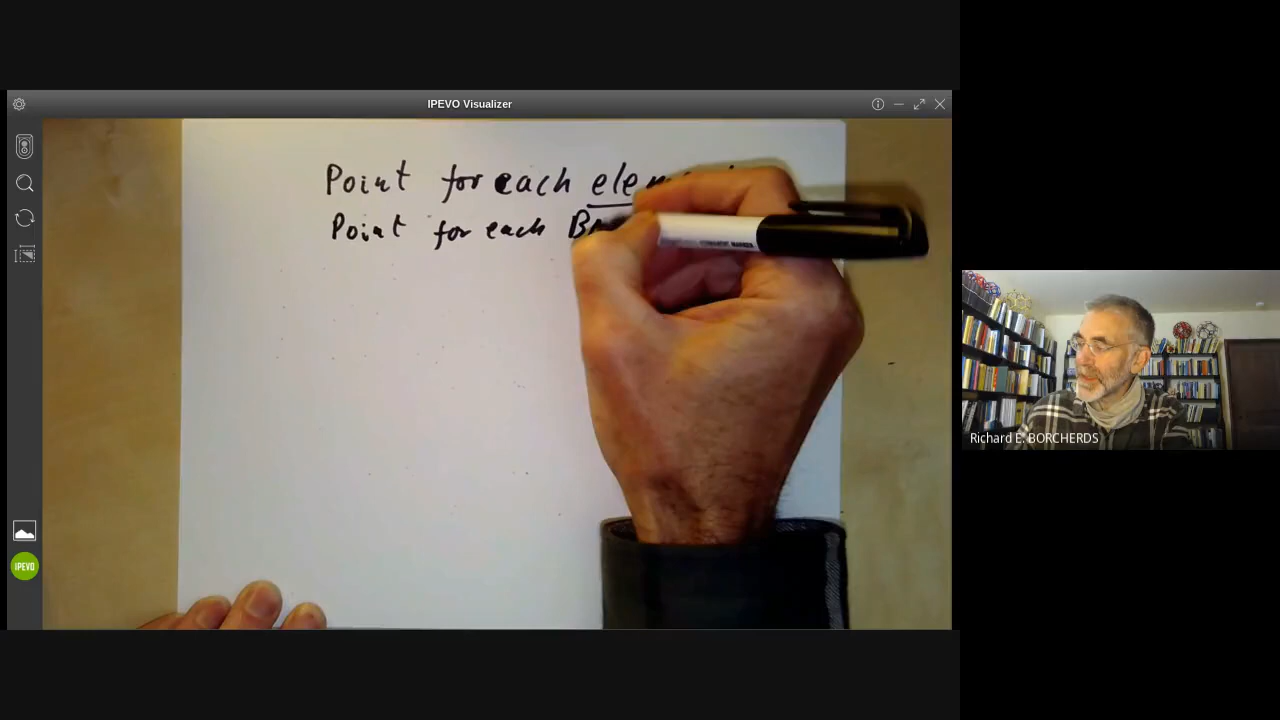 IPEVO Visualizer
Point for each
Point for each
IPEVO
Richard E. BORCHERDS